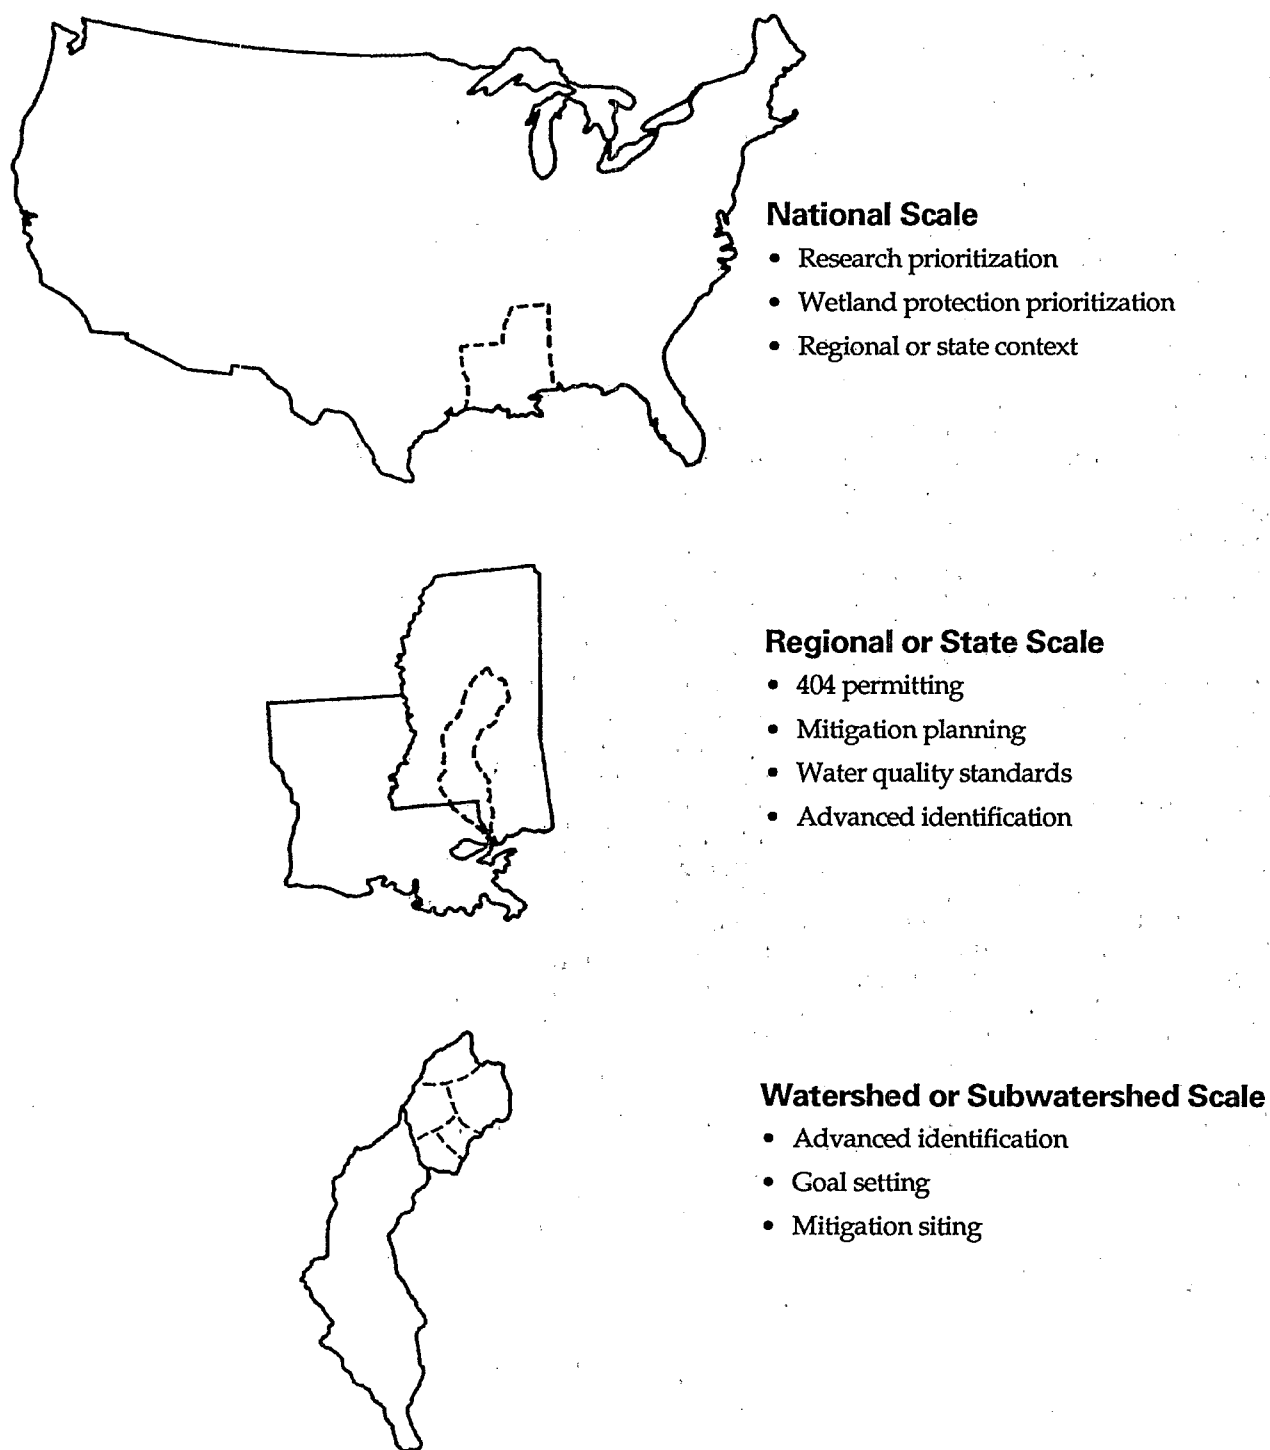 National Scale
• Research prioritization
• Wetland protection prioritization
• Regional or state context
Regional or State Scale
• 404 permitting
• Mitigation planning
• Water quality standards
• Advanced identification
Watershed or Subwatershed Scale
• Advanced identification
• Goal setting
• Mitigation siting